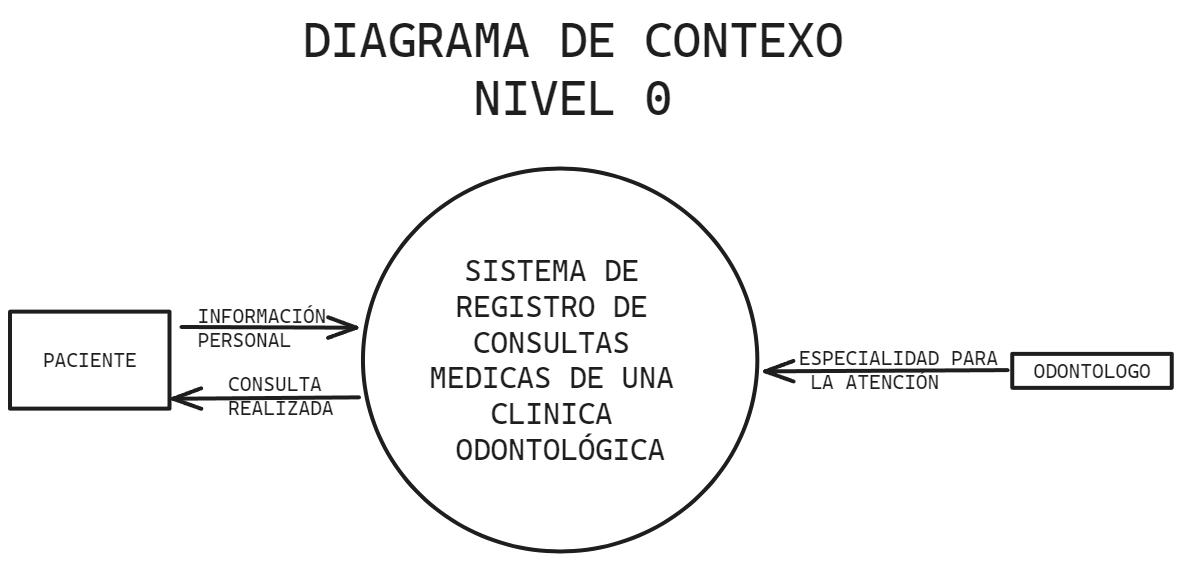 DIAGRAMA DE CONTEXO
NIVEL 0
SISTEMA DE
REGISTRO DE
CONSULTAS
MEDICAS DE UNA
CLINICA
ODONTOLÓGICA
PACIENTE
INFORMACIÓN
PERSONAL
CONSULTA
REALIZADA
ESPECIALIDAD PARA
LA ATENCIÓN
ODONTOLOGO